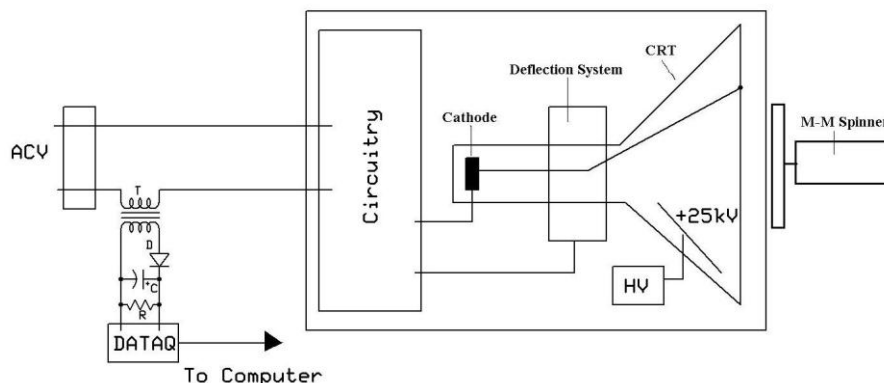 CRT
Deflection System
M-M Spinner
Cathode
ACV
Circuitry
T
+25kV
D
+C
HV
R
DATAQ
To Computer